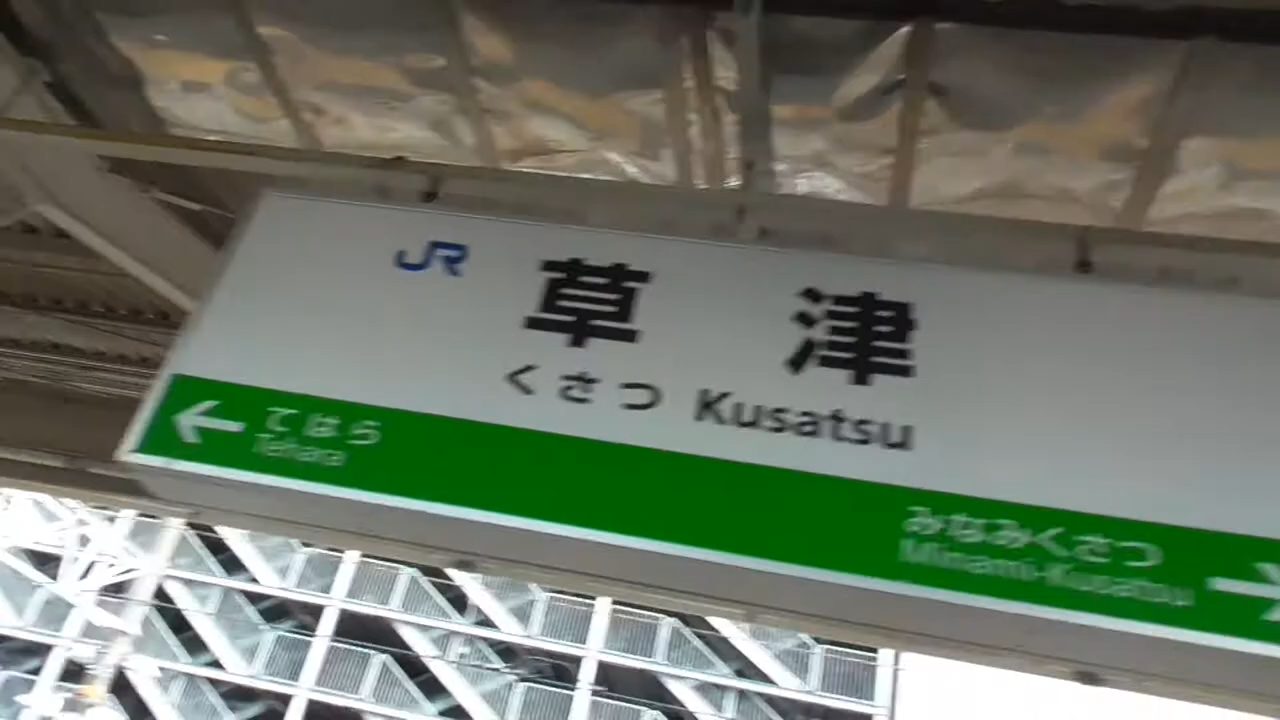 JR 草津
くさつ Kusatsu
← てはら
Tehara
みなみくさつ →
Minami-Kusatsu